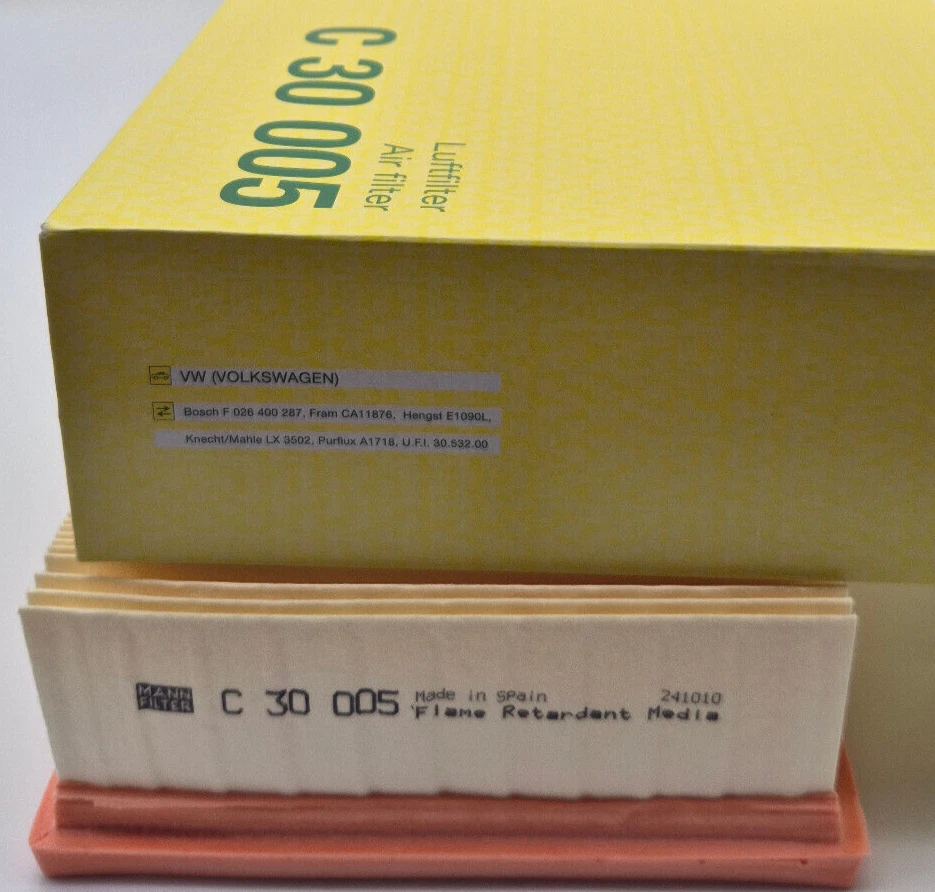 C 30 005
Luftfilter
Air filter
VW (VOLKSWAGEN)
Bosch F 026 400 287, Fram CA11876, Hengst E1090L,
Knecht/Mahle LX 3502, Purflux A1718, U.F.I. 30.532.00
MANN
FILTER
C 30 005
Made in SPain
241010
Flame Retardant Media